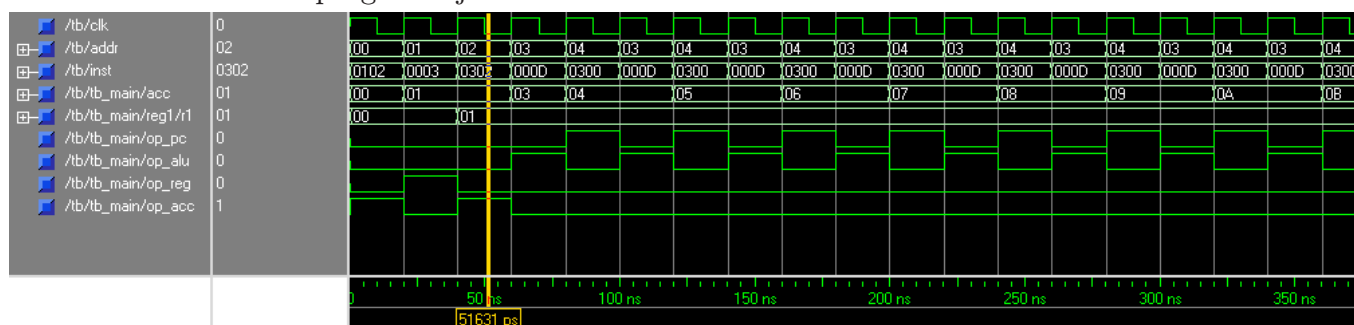 /tb/clk 0
/tb/addr 02 00 01 02 03 04 03 04 03 04 03 04 03 04 03 04 03 04 03 04
/tb/inst 0302 0102 0003 0302 000D 0300 000D 0300 000D 0300 000D 0300 000D 0300 000D 0300 000D 0300 000D 0300
/tb/tb_main/acc 01 00 01 03 04 05 06 07 08 09 0A 0B
/tb/tb_main/reg1/r1 01 00 01
/tb/tb_main/op_pc 0
/tb/tb_main/op_alu 0
/tb/tb_main/op_reg 0
/tb/tb_main/op_acc 1
50 ns 100 ns 150 ns 200 ns 250 ns 300 ns 350 ns
51631 ps